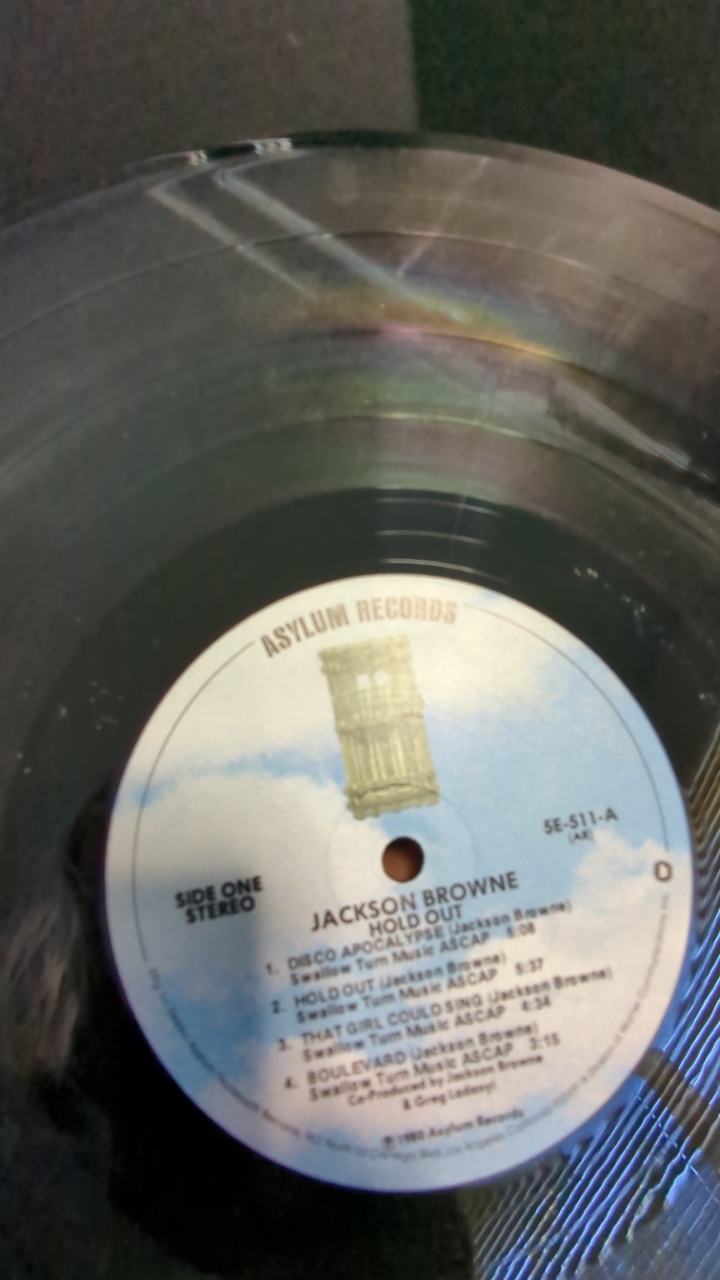 ASYLUM RECORDS
5E-511-A
(AR)
SIDE ONE
STEREO
JACKSON BROWNE
HOLD OUT
1. DISCO APOCALYPSE (Jackson Browne)
Swallow Turn Music ASCAP 5:08
2. HOLD OUT (Jackson Browne)
Swallow Turn Music ASCAP 5:37
3. THAT GIRL COULD SING (Jackson Browne)
Swallow Turn Music ASCAP 4:34
4. BOULEVARD (Jackson Browne)
Swallow Turn Music ASCAP 3:15
Co-Produced by Jackson Browne
& Greg Ladanyi
℗ 1980 Asylum Records